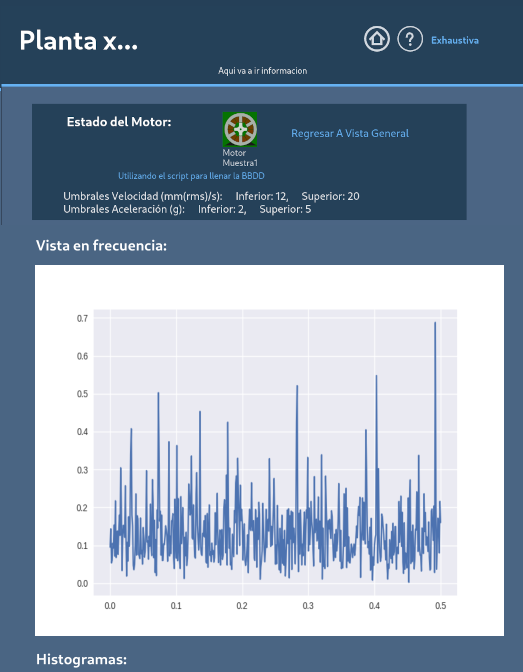 Planta x...
?
Exhaustiva
Aqui va a ir informacion
Estado del Motor:
Motor
Muestra1
Regresar A Vista General
Utilizando el script para llenar la BBDD
Umbrales Velocidad (mm(rms)/s): Inferior: 12, Superior: 20
Umbrales Aceleración (g): Inferior: 2, Superior: 5
Vista en frecuencia:
0.7
0.6
0.5
0.4
0.3
0.2
0.1
0.0
0.0 0.1 0.2 0.3 0.4 0.5
Histogramas: